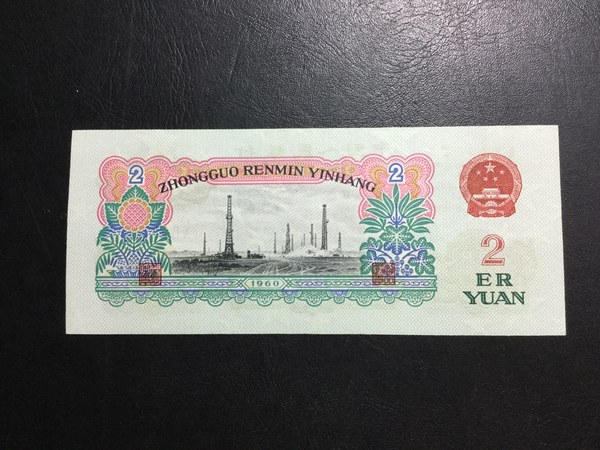 2
2
ZHONGGUO RENMIN YINHANG
1960
2
ER
YUAN